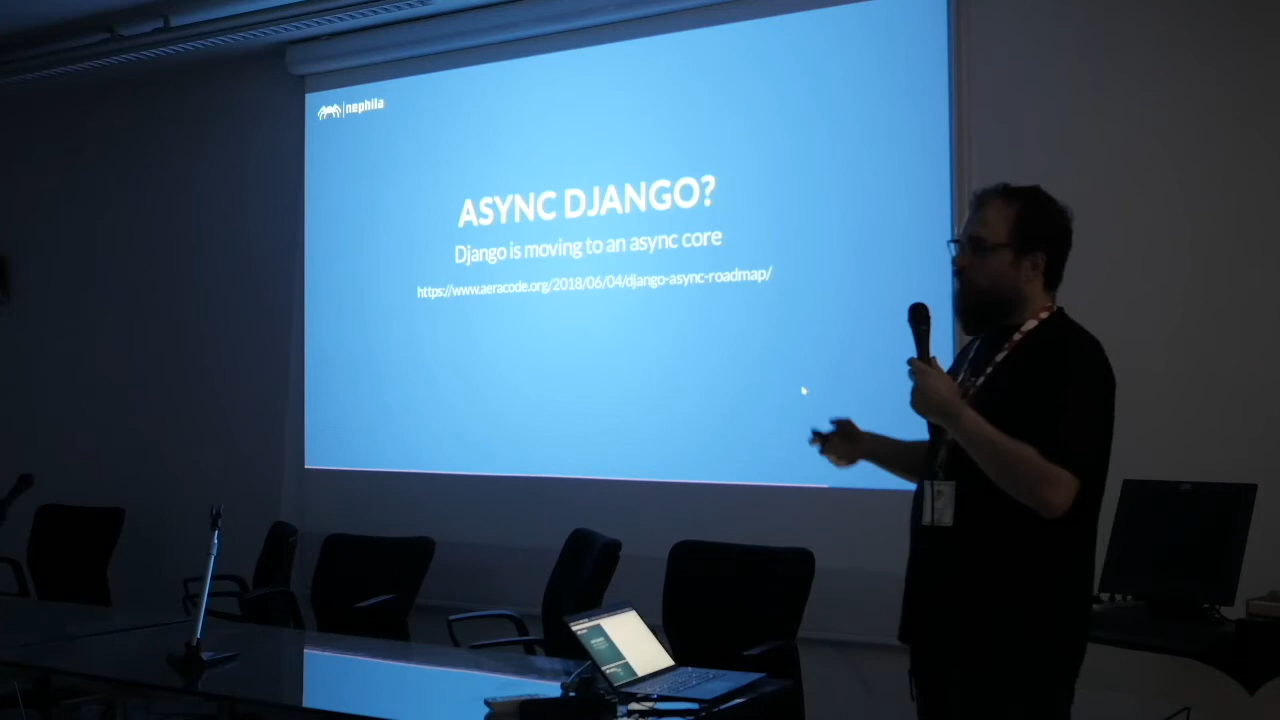 nephila
ASYNC DJANGO?
Django is moving to an async core
https://www.aeracode.org/2018/06/04/django-async-roadmap/